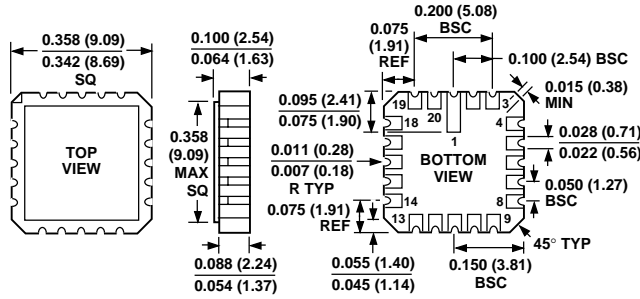 0.358 (9.09)
0.342 (8.69)
SQ
TOP
VIEW
0.100 (2.54)
0.064 (1.63)
0.358
(9.09)
MAX
SQ
0.088 (2.24)
0.054 (1.37)
0.075
(1.91)
REF
0.200 (5.08)
BSC
0.100 (2.54) BSC
0.015 (0.38)
MIN
0.095 (2.41)
0.075 (1.90)
0.011 (0.28)
0.007 (0.18)
R TYP
0.075 (1.91)
REF
0.055 (1.40)
0.045 (1.14)
19
20
3
18
4
1
BOTTOM
VIEW
14
8
13
9
0.028 (0.71)
0.022 (0.56)
0.050 (1.27)
BSC
45° TYP
0.150 (3.81)
BSC